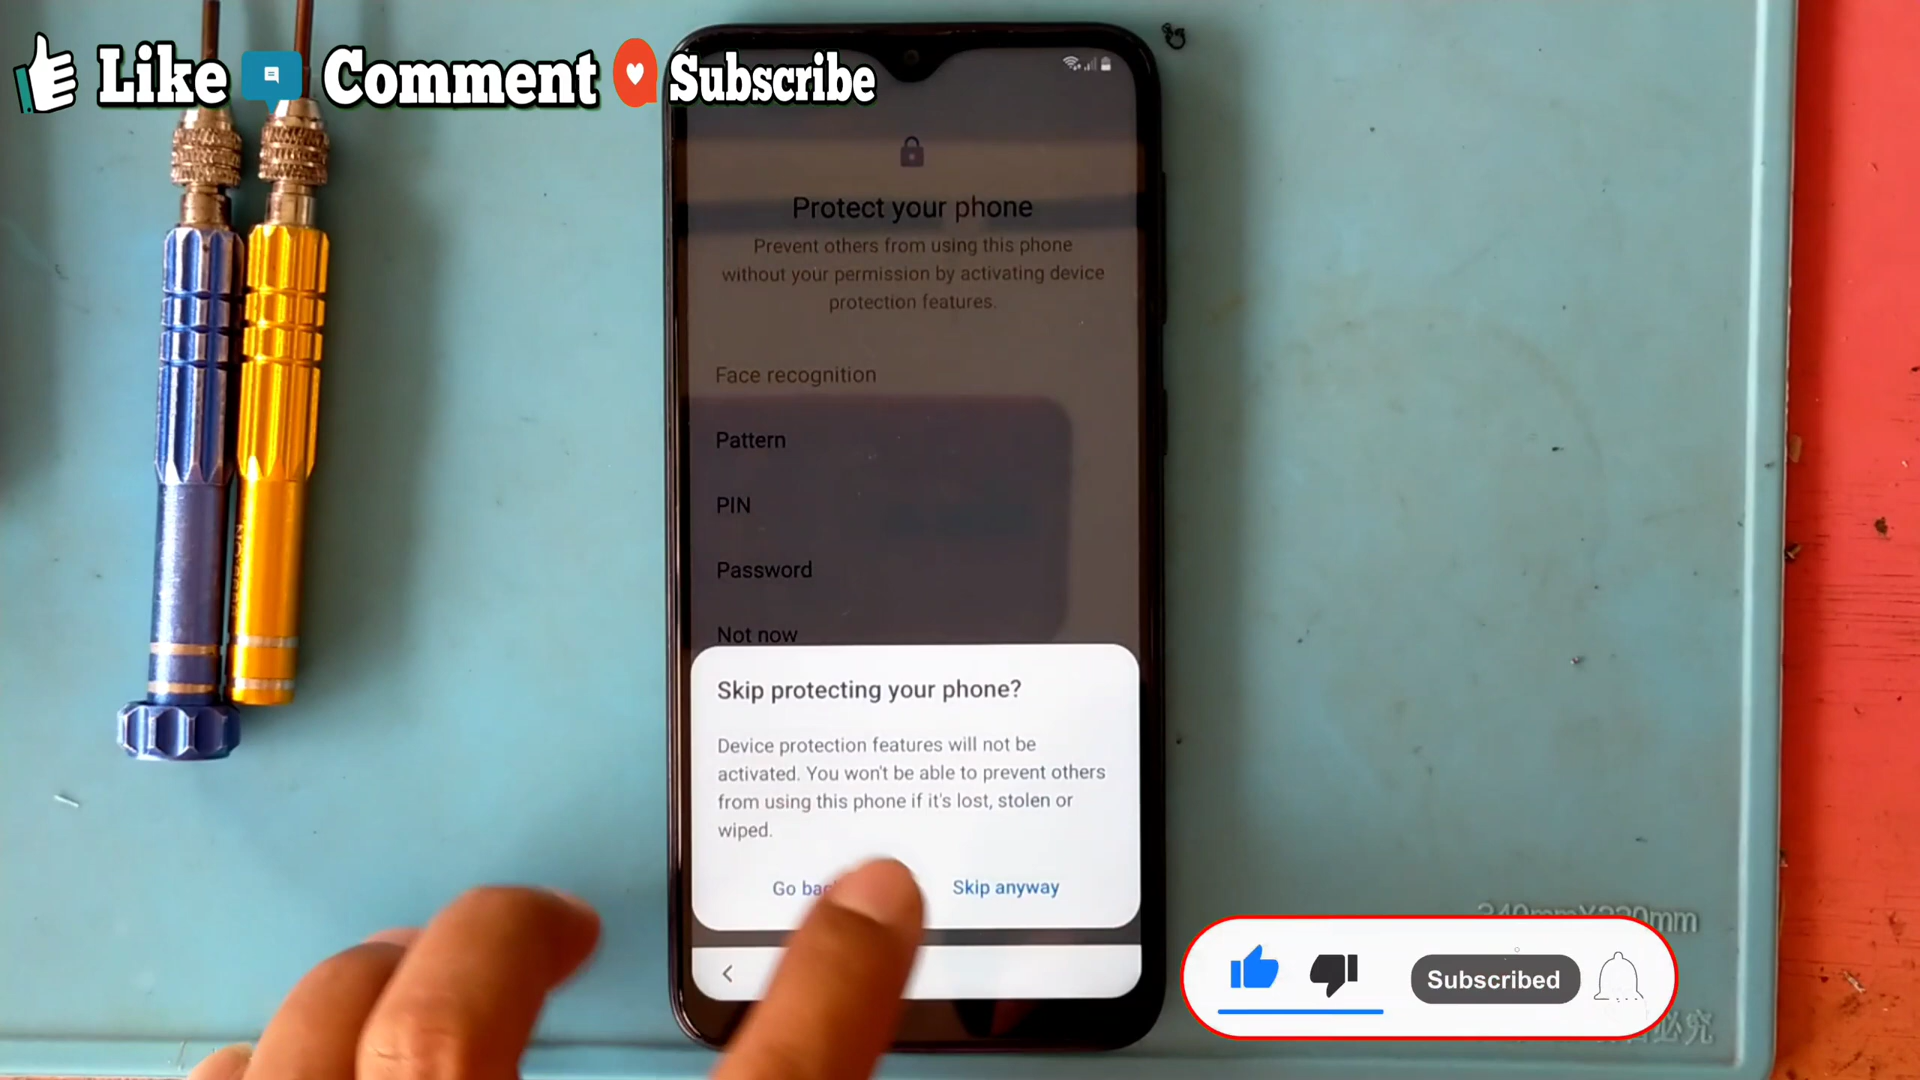 Like Comment Subscribe
Protect your phone
Prevent others from using this phone
without your permission by activating device
protection features.
Face recognition
Pattern
PIN
Password
Not now
Skip protecting your phone?
Device protection features will not be
activated. You won't be able to prevent others
from using this phone if it's lost, stolen or
wiped.
Go back Skip anyway
Subscribed